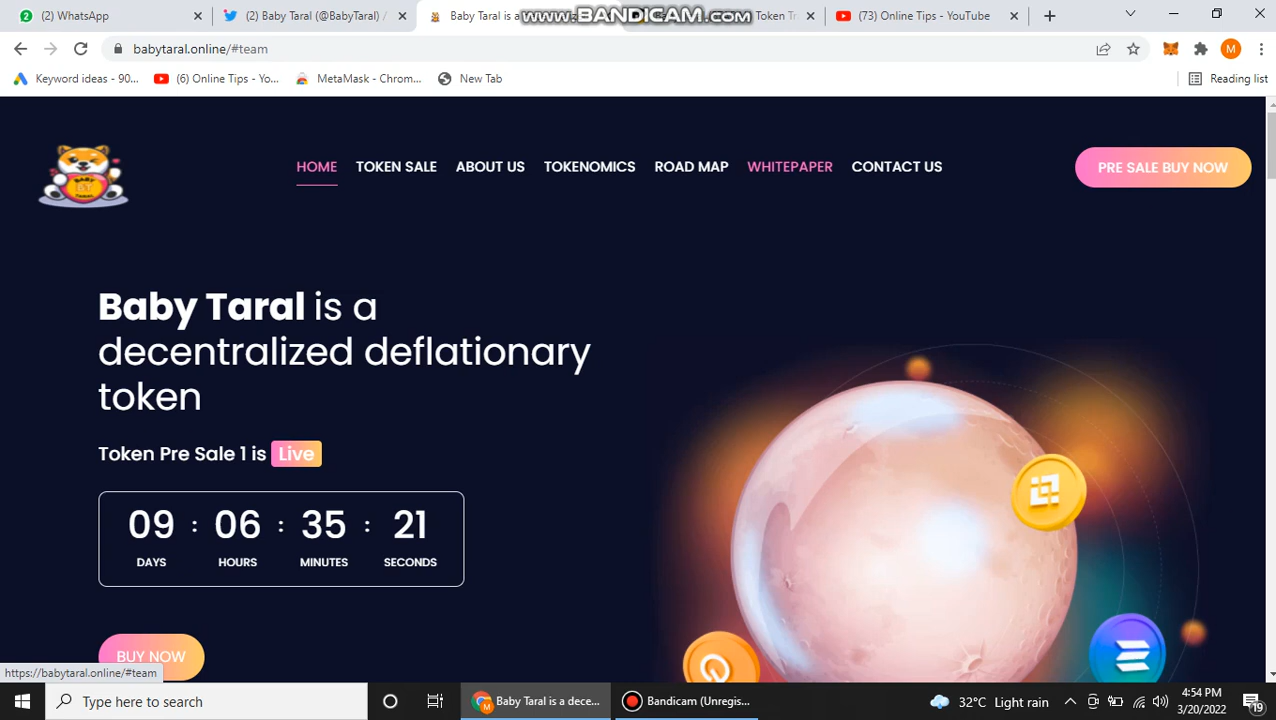 (2) WhatsApp
(2) Baby Taral (@BabyTaral) /
Baby Taral is a
www.BANDICAM.com
Token Tr
(73) Online Tips - YouTube
babytaral.online/#team
M
Keyword ideas - 90...
(6) Online Tips - Yo...
MetaMask - Chrom...
New Tab
Reading list
HOME
TOKEN SALE
ABOUT US
TOKENOMICS
ROAD MAP
WHITEPAPER
CONTACT US
PRE SALE BUY NOW
BABY
Baby Taral is a
decentralized deflationary
token
Token Pre Sale 1 is Live
09 : 06 : 35 : 21
DAYS HOURS MINUTES SECONDS
BUY NOW
https://babytaral.online/#team
Type here to search
Baby Taral is a dece...
Bandicam (Unregis...
32°C Light rain
4:54 PM
3/20/2022
19